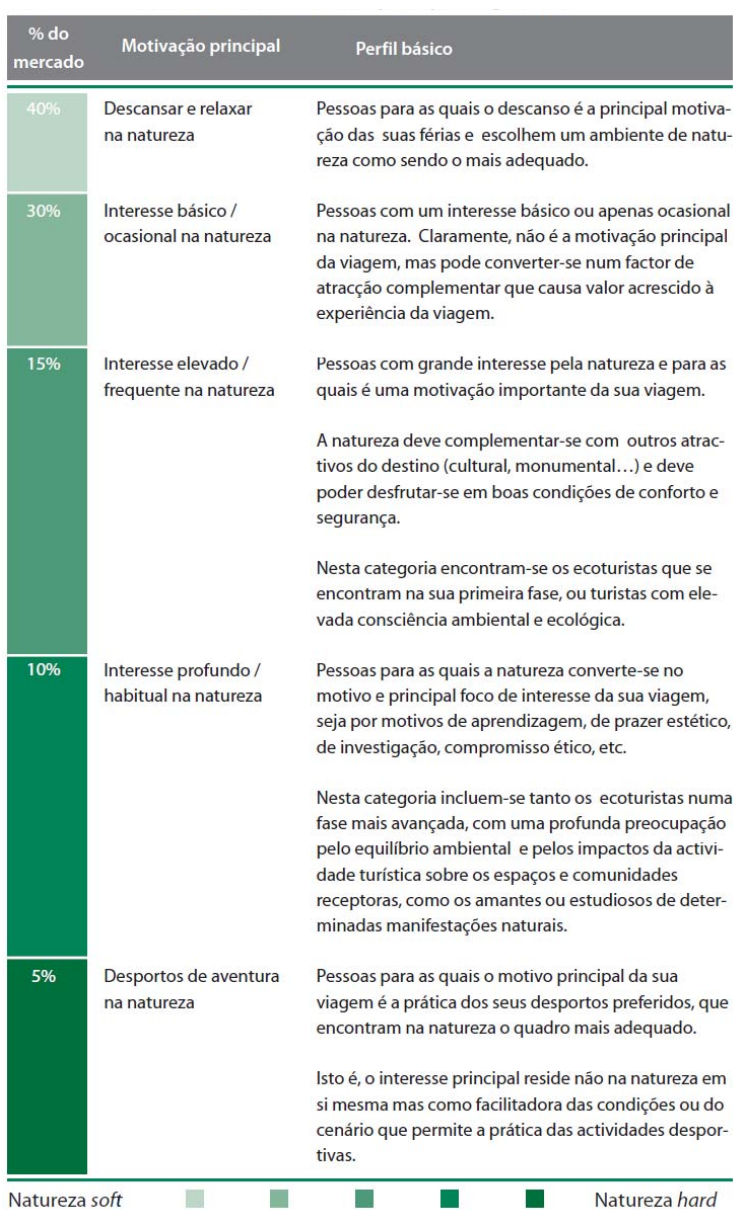 % do mercado Motivação principal Perfil básico
40% Descansar e relaxar na natureza
Pessoas para as quais o descanso é a principal motiva-
ção das suas férias e escolhem um ambiente de natu-
reza como sendo o mais adequado.
30% Interesse básico / ocasional na natureza
Pessoas com um interesse básico ou apenas ocasional
na natureza. Claramente, não é a motivação principal
da viagem, mas pode converter-se num factor de
atracção complementar que causa valor acrescido à
experiência da viagem.
15% Interesse elevado / frequente na natureza
Pessoas com grande interesse pela natureza e para as
quais é uma motivação importante da sua viagem.
A natureza deve complementar-se com outros atrac-
tivos do destino (cultural, monumental…) e deve
poder desfrutar-se em boas condições de conforto e
segurança.
Nesta categoria encontram-se os ecoturistas que se
encontram na sua primeira fase, ou turistas com ele-
vada consciência ambiental e ecológica.
10% Interesse profundo / habitual na natureza
Pessoas para as quais a natureza converte-se no
motivo e principal foco de interesse da sua viagem,
seja por motivos de aprendizagem, de prazer estético,
de investigação, compromisso ético, etc.
Nesta categoria incluem-se tanto os ecoturistas numa
fase mais avançada, com uma profunda preocupação
pelo equilíbrio ambiental e pelos impactos da activi-
dade turística sobre os espaços e comunidades
receptoras, como os amantes ou estudiosos de deter-
minadas manifestações naturais.
5% Desportos de aventura na natureza
Pessoas para as quais o motivo principal da sua
viagem é a prática dos seus desportos preferidos, que
encontram na natureza o quadro mais adequado.
Isto é, o interesse principal reside não na natureza em
si mesma mas como facilitadora das condições ou do
cenário que permite a prática das actividades despor-
tivas.
Natureza soft Natureza hard